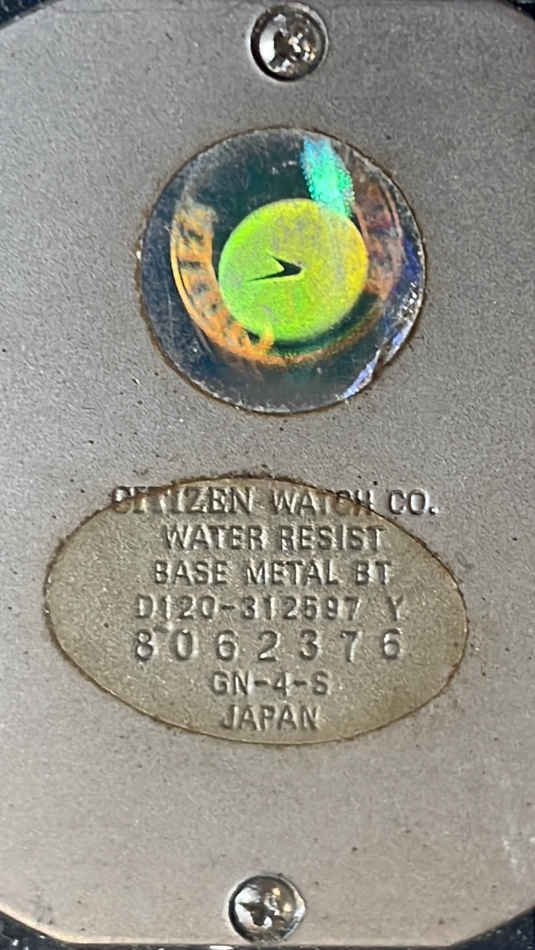 CITIZEN WATCH CO.
WATER RESIST
BASE METAL BT
D120-312597 Y
8062376
GN-4-S
JAPAN